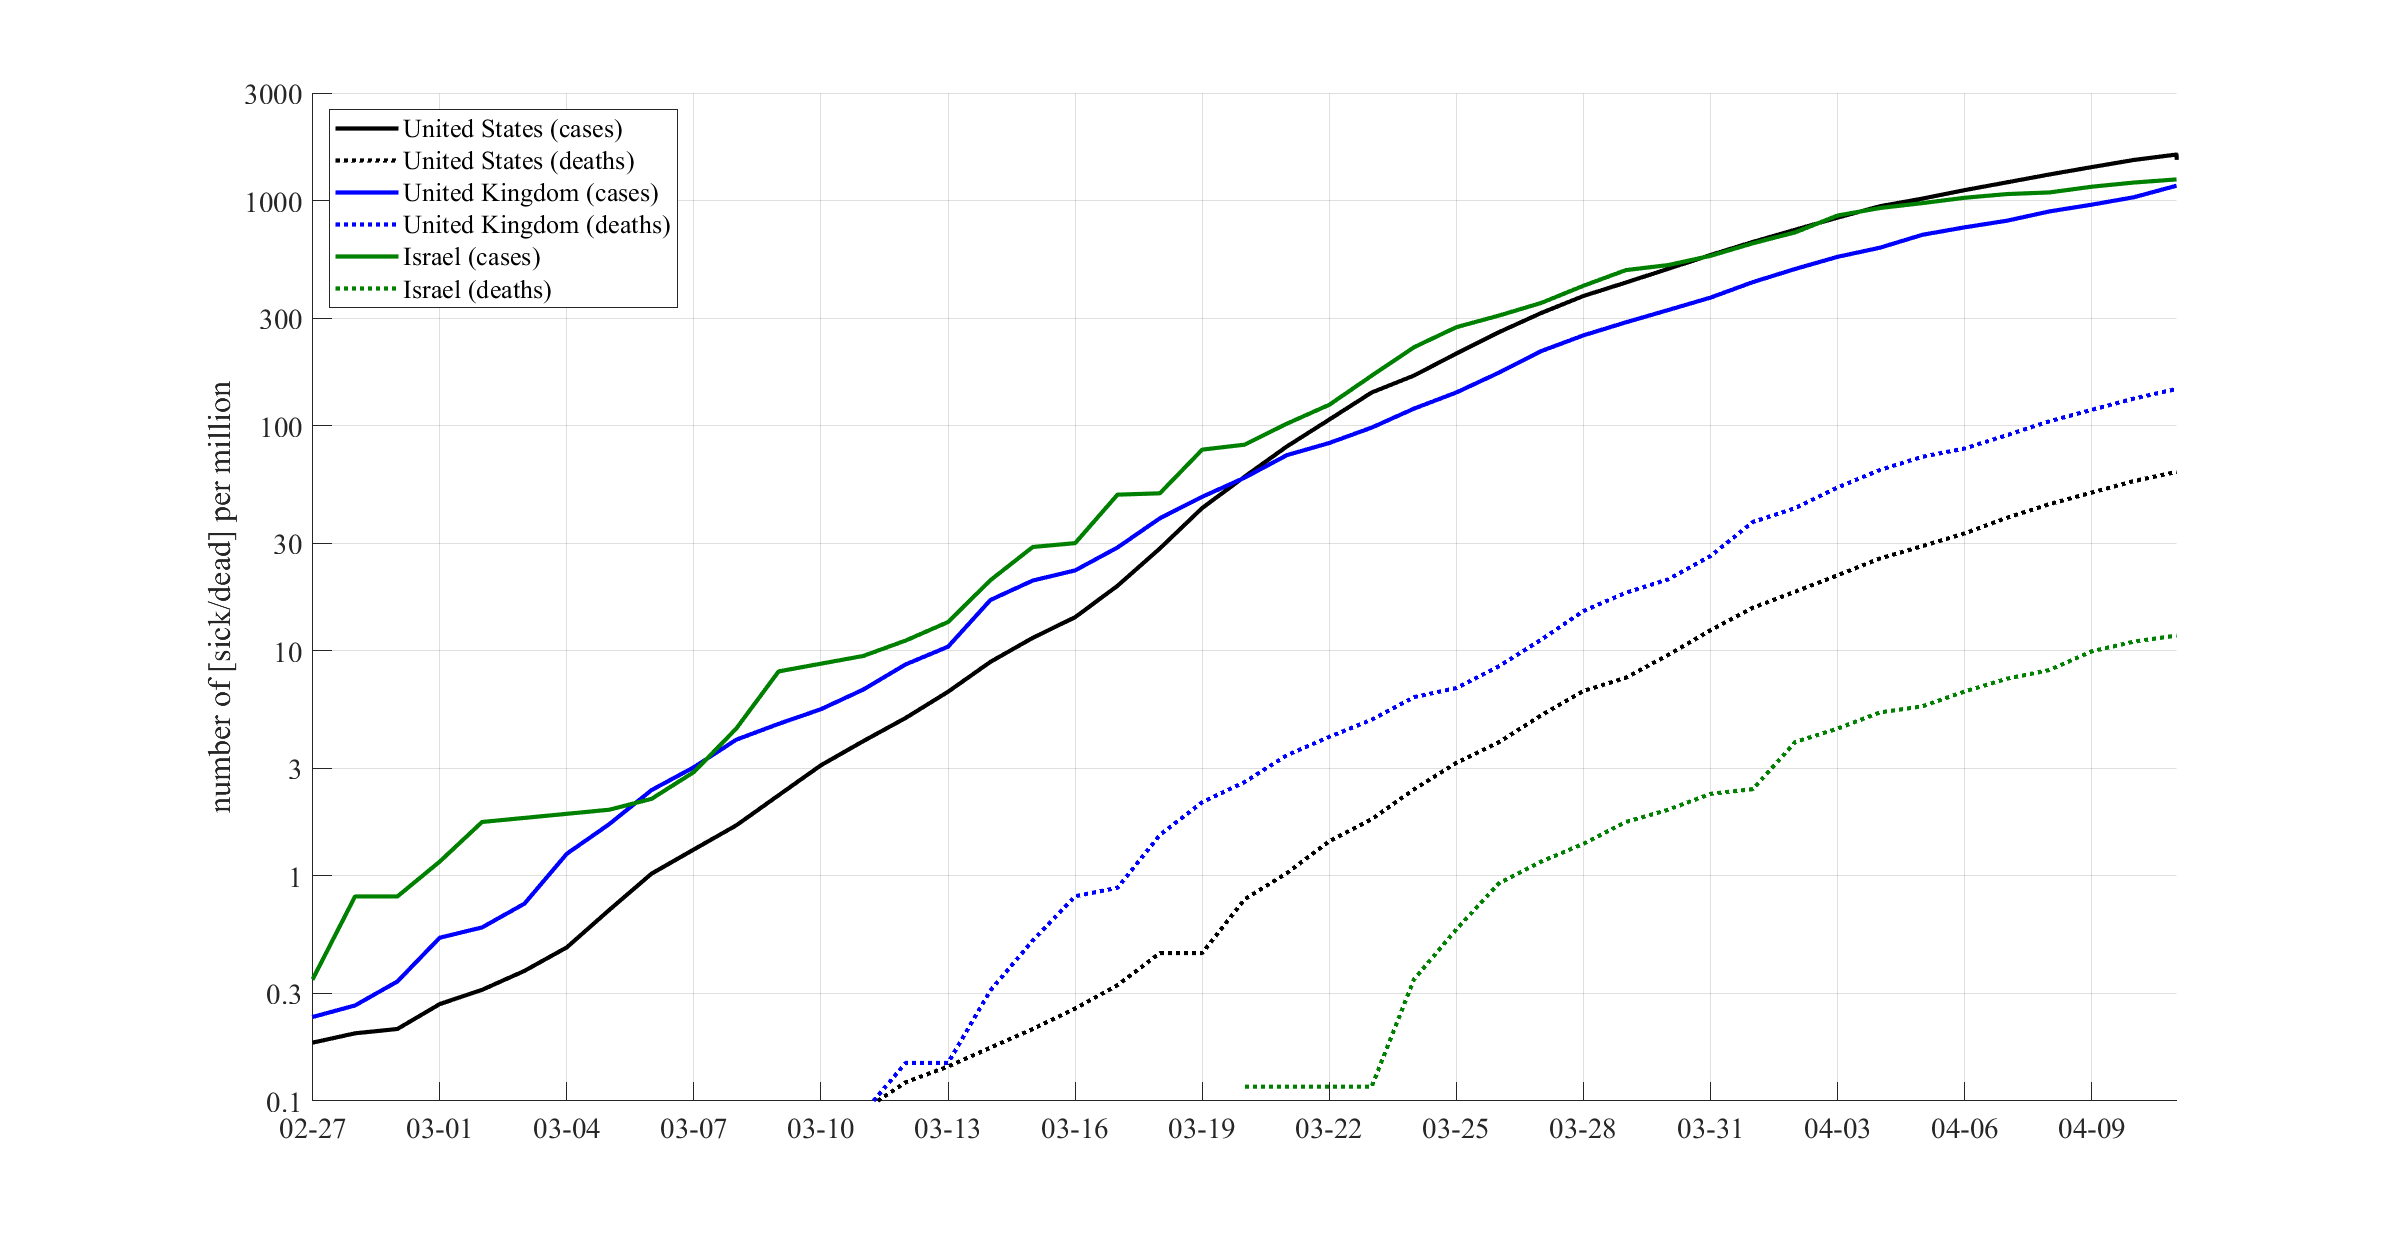 3000
1000
300
100
30
10
3
1
0.3
0.1
number of [sick/dead] per million
United States (cases)
United States (deaths)
United Kingdom (cases)
United Kingdom (deaths)
Israel (cases)
Israel (deaths)
02-27 03-01 03-04 03-07 03-10 03-13 03-16 03-19 03-22 03-25 03-28 03-31 04-03 04-06 04-09